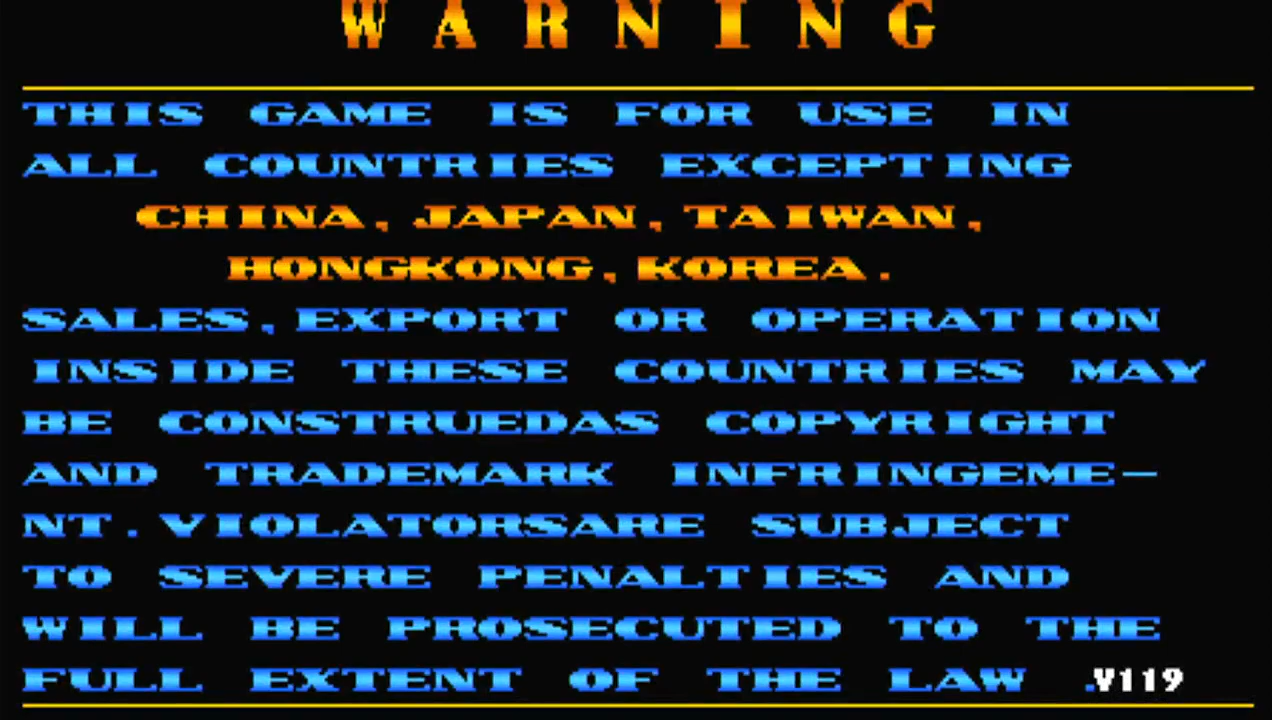 WARNING
THIS GAME IS FOR USE IN
ALL COUNTRIES EXCEPTING
CHINA, JAPAN, TAIWAN,
HONGKONG, KOREA.
SALES, EXPORT OR OPERATION
INSIDE THESE COUNTRIES MAY
BE CONSTRUEDAS COPYRIGHT
AND TRADEMARK INFRINGEME-
NT. VIOLATORSARE SUBJECT
TO SEVERE PENALTIES AND
WILL BE PROSECUTED TO THE
FULL EXTENT OF THE LAW .V119